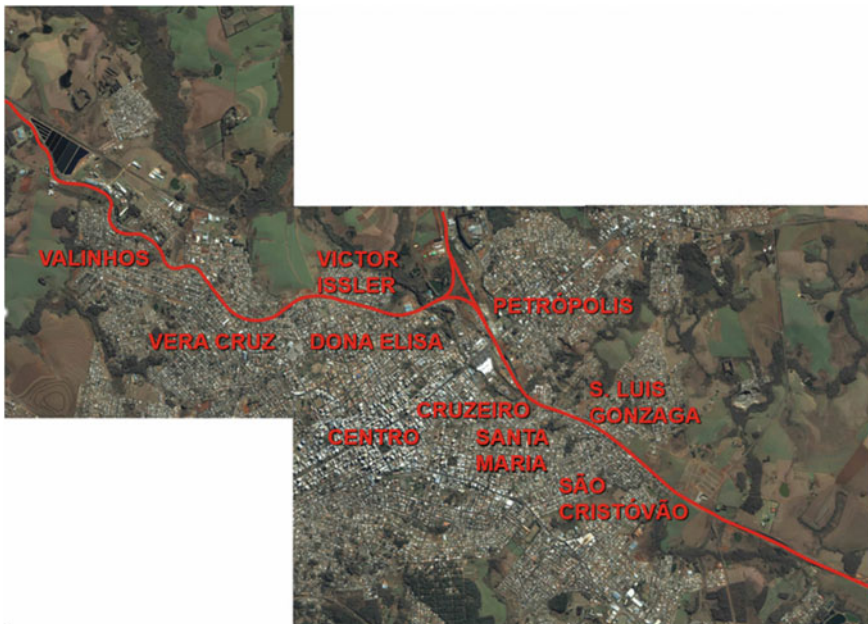 VALINHOS
VICTOR
ISSLER
PETRÓPOLIS
VERA CRUZ
DONA ELISA
S. LUIS
GONZAGA
CRUZEIRO
CENTRO
SANTA
MARIA
SÃO
CRISTÓVÃO